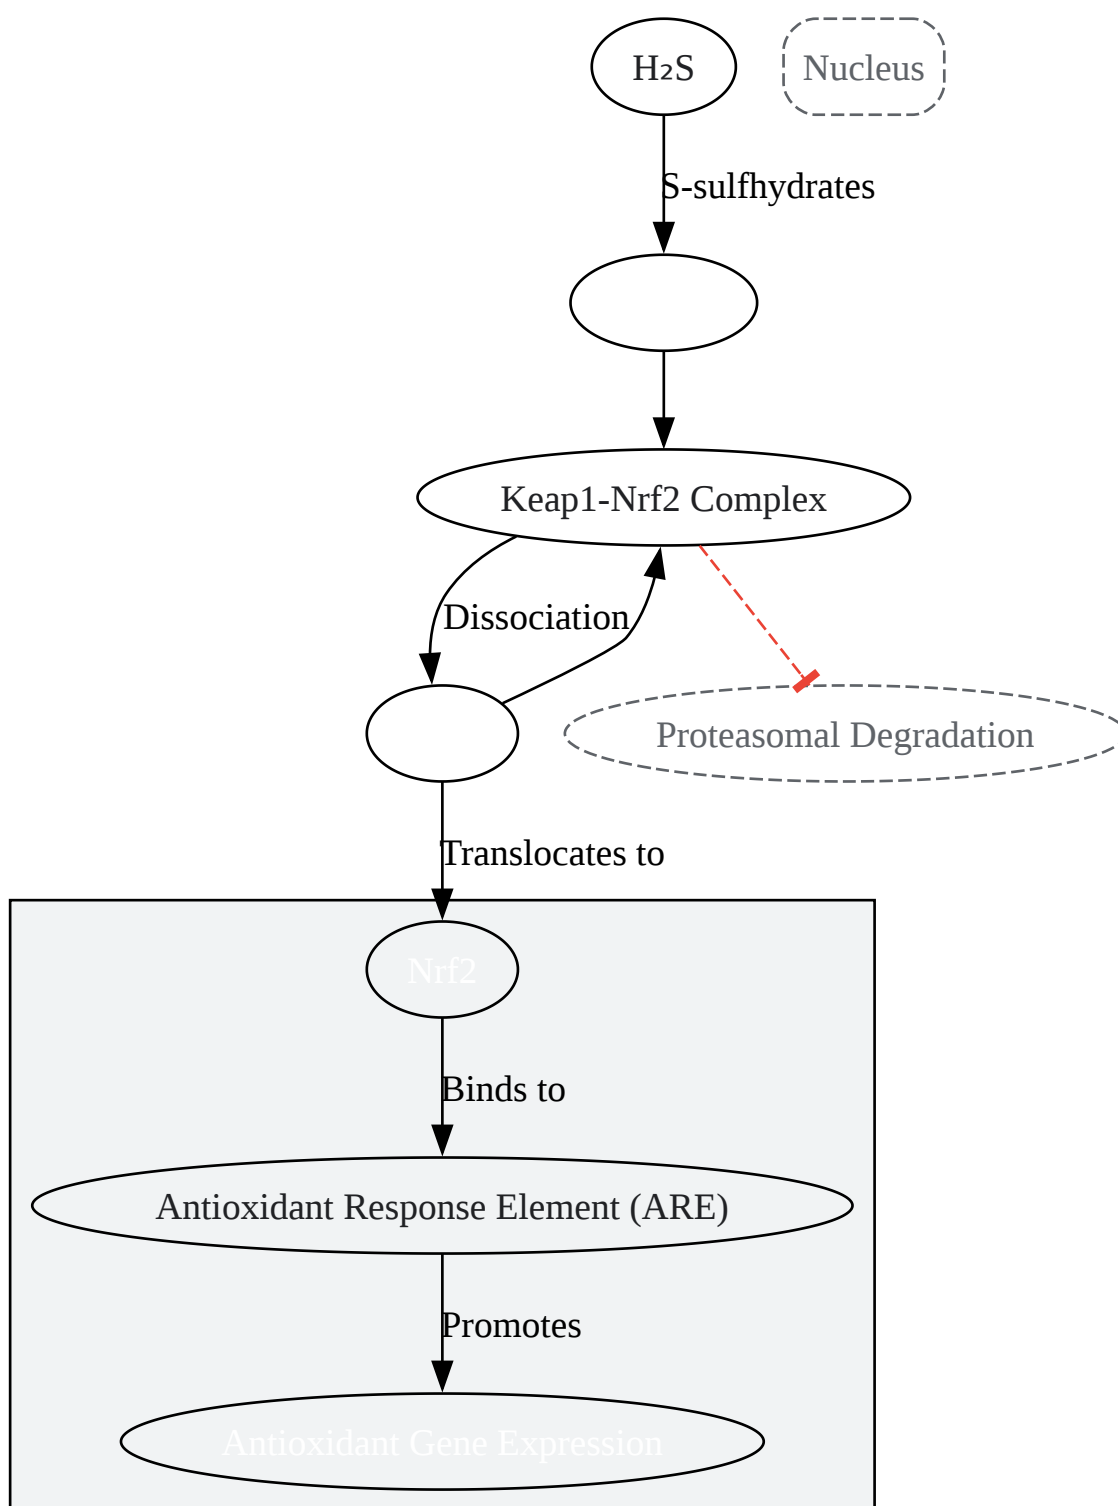 H₂S
Nucleus
S-sulfhydrates
Keap1-Nrf2 Complex
Dissociation
Proteasomal Degradation
Translocates to
Nrf2
Binds to
Antioxidant Response Element (ARE)
Promotes
Antioxidant Gene Expression